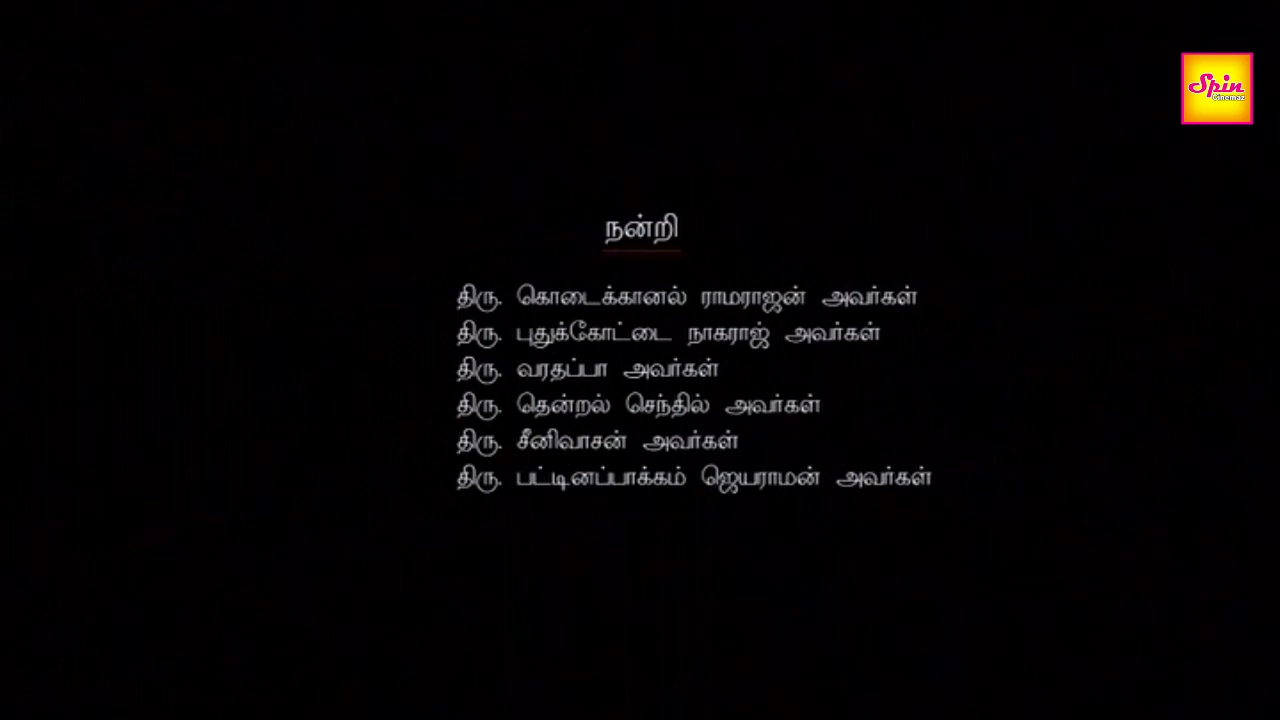 Spin
Cinemaz
நன்றி
திரு. கொடைக்கானல் ராமராஜன் அவர்கள்
திரு. புதுக்கோட்டை நாகராஜ் அவர்கள்
திரு. வரதப்பா அவர்கள்
திரு. தென்றல் செந்தில் அவர்கள்
திரு. சீனிவாசன் அவர்கள்
திரு. பட்டினப்பாக்கம் ஜெயராமன் அவர்கள்